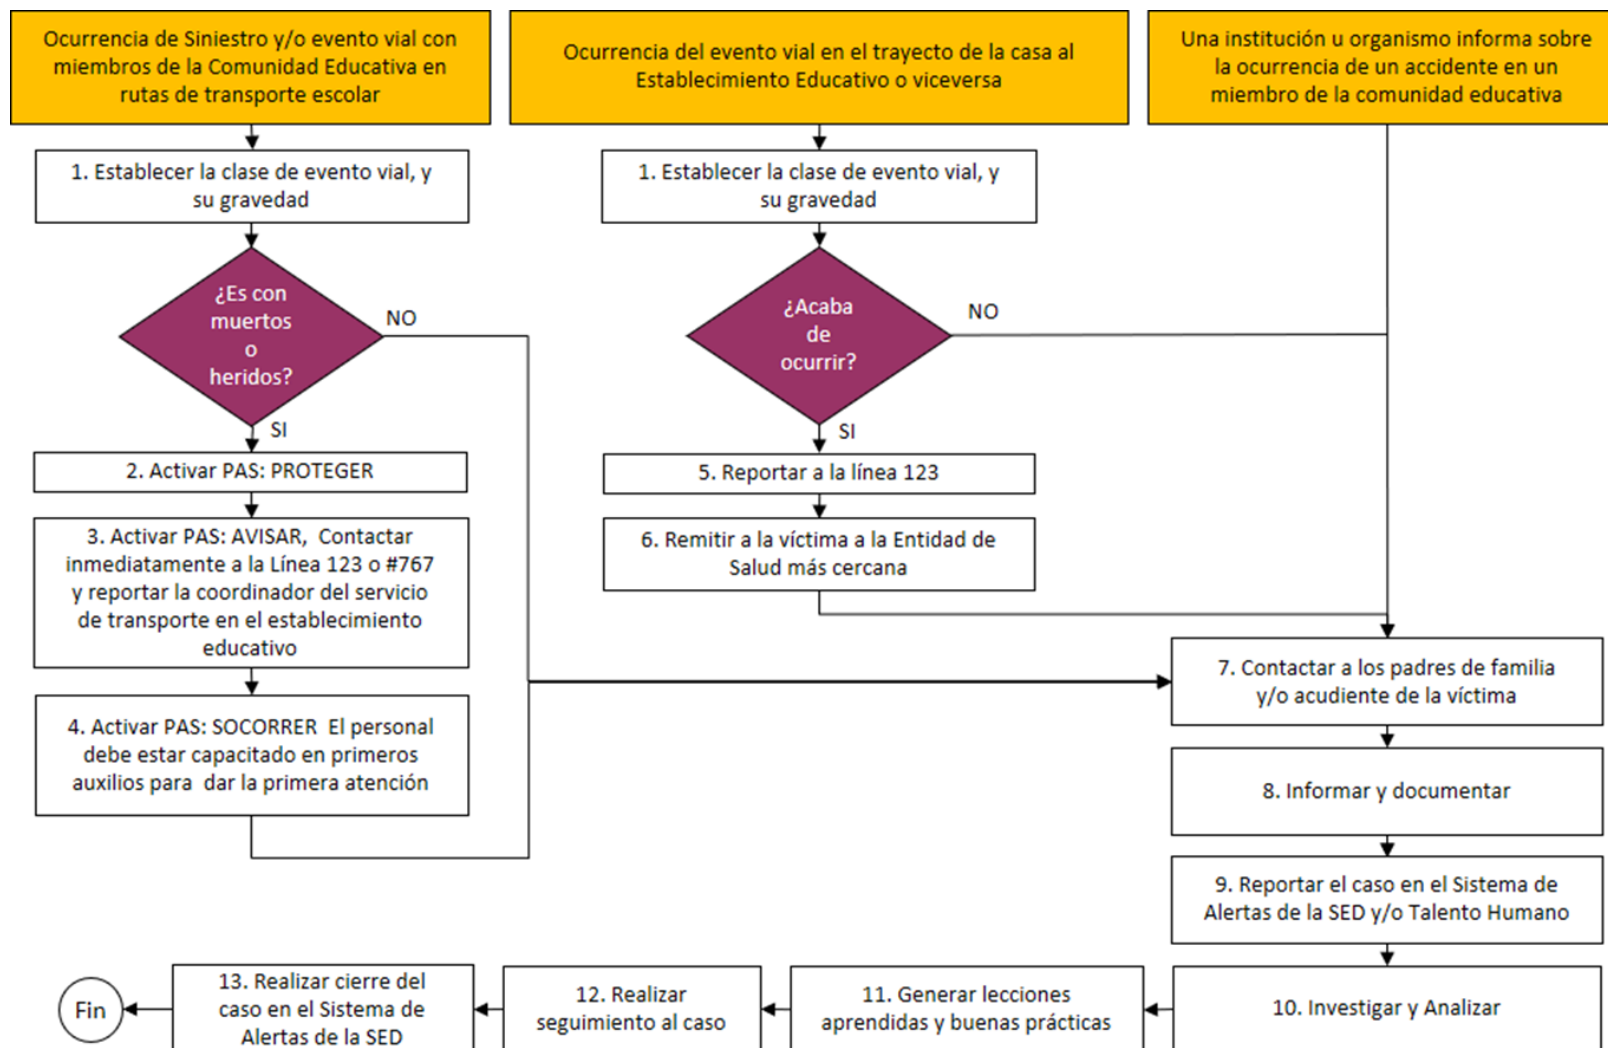 Ocurrencia de Siniestro y/o evento vial con
miembros de la Comunidad Educativa en
rutas de transporte escolar
Ocurrencia del evento vial en el trayecto de la casa al
Establecimiento Educativo o viceversa
Una institución u organismo informa sobre
la ocurrencia de un accidente en un
miembro de la comunidad educativa
1. Establecer la clase de evento vial, y
su gravedad
1. Establecer la clase de evento vial, y
su gravedad
¿Es con
muertos
o
heridos?
NO
SI
¿Acaba
de
ocurrir?
NO
SI
2. Activar PAS: PROTEGER
3. Activar PAS: AVISAR, Contactar
inmediatamente a la Línea 123 o #767
y reportar la coordinador del servicio
de transporte en el establecimiento
educativo
4. Activar PAS: SOCORRER El personal
debe estar capacitado en primeros
auxilios para dar la primera atención
5. Reportar a la línea 123
6. Remitir a la víctima a la Entidad de
Salud más cercana
7. Contactar a los padres de familia
y/o acudiente de la víctima
8. Informar y documentar
9. Reportar el caso en el Sistema de
Alertas de la SED y/o Talento Humano
10. Investigar y Analizar
11. Generar lecciones
aprendidas y buenas prácticas
12. Realizar
seguimiento al caso
13. Realizar cierre del
caso en el Sistema de
Alertas de la SED
Fin